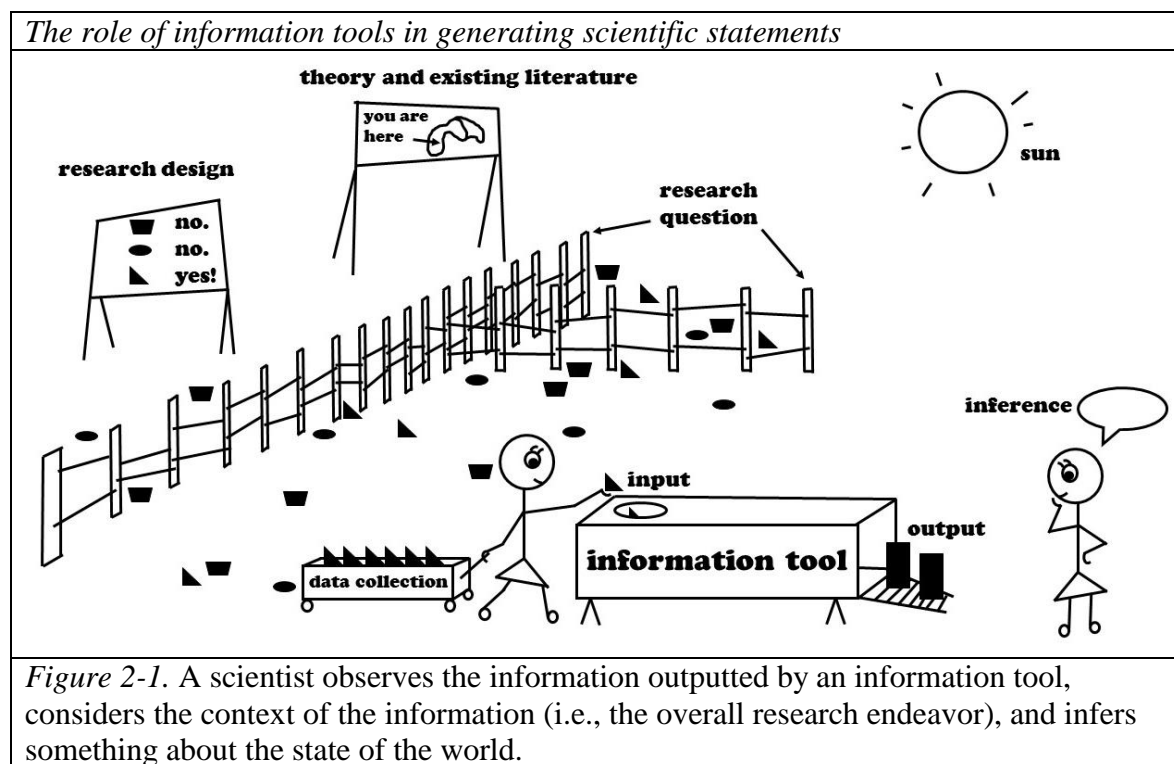 The role of information tools in generating scientific statements
theory and existing literature
you are
here
research design
no.
no.
yes!
sun
research
question
inference
input
output
information tool
data collection
Figure 2-1. A scientist observes the information outputted by an information tool,
considers the context of the information (i.e., the overall research endeavor), and infers
something about the state of the world.